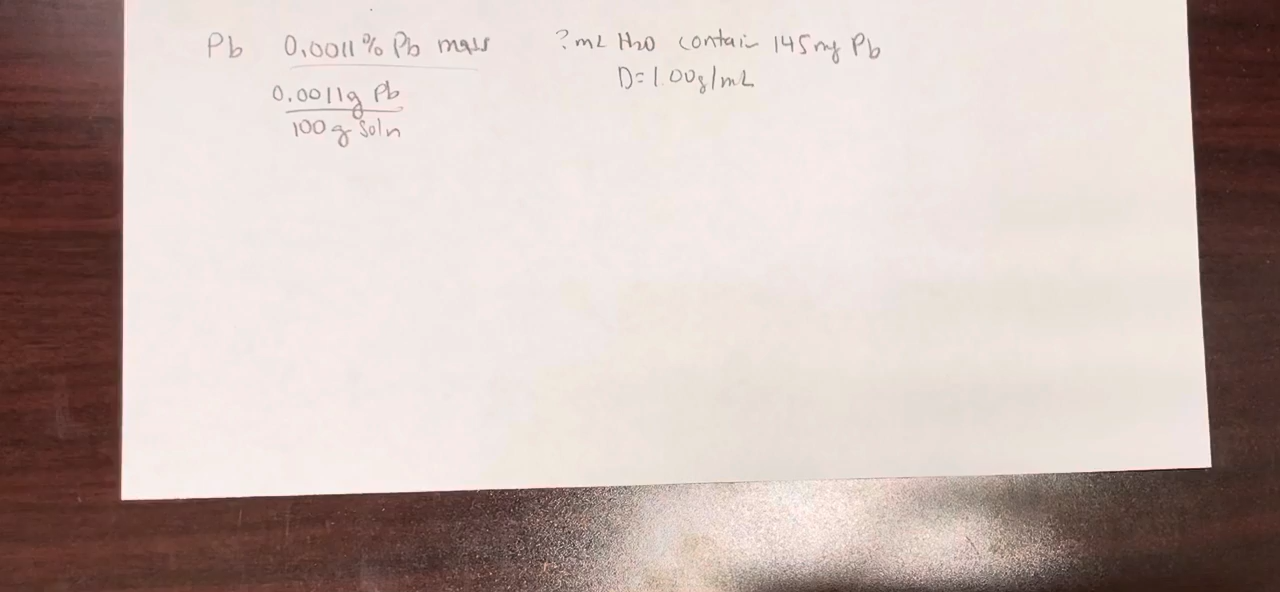 Pb 0.0011% Pb mass
0.0011g Pb
100g Soln
? mL H2O contain 145mg Pb
D=1.00g/mL